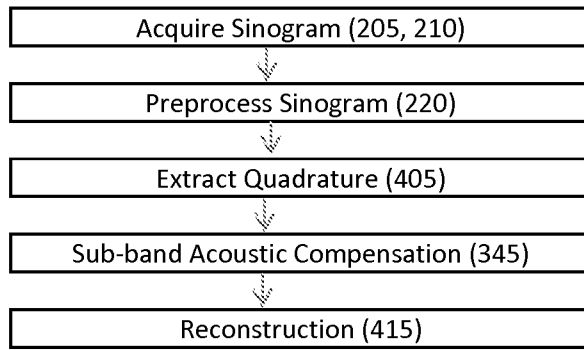 Acquire Sinogram (205, 210)
Preprocess Sinogram (220)
Extract Quadrature (405)
Sub-band Acoustic Compensation (345)
Reconstruction (415)